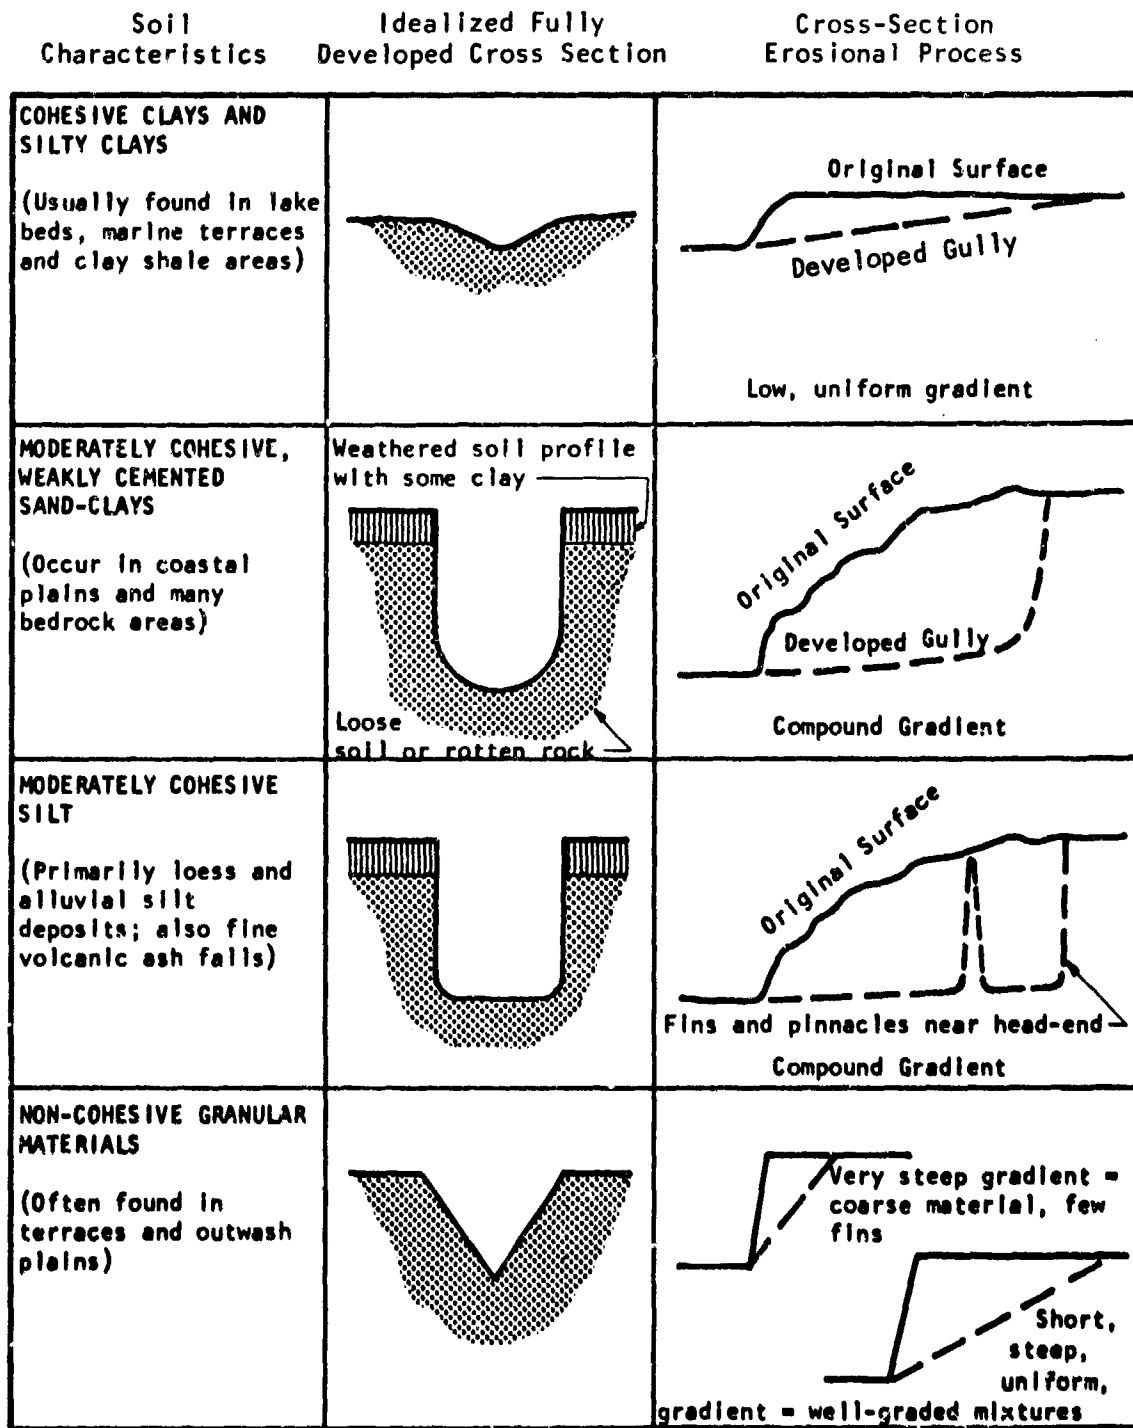 Soil
Characteristics
Idealized Fully
Developed Cross Section
Cross-Section
Erosional Process
COHESIVE CLAYS AND
SILTY CLAYS
(Usually found in lake
beds, marine terraces
and clay shale areas)
Original Surface
Developed Gully
Low, uniform gradient
MODERATELY COHESIVE,
WEAKLY CEMENTED
SAND-CLAYS
(Occur in coastal
plains and many
bedrock areas)
Weathered soil profile
with some clay
Loose
soil or rotten rock
Original Surface
Developed Gully
Compound Gradient
MODERATELY COHESIVE
SILT
(Primarily loess and
alluvial silt
deposits; also fine
volcanic ash falls)
Original Surface
Fins and pinnacles near head-end
Compound Gradient
NON-COHESIVE GRANULAR
MATERIALS
(Often found in
terraces and outwash
plains)
Very steep gradient =
coarse material, few
fins
Short,
steep,
uniform,
gradient = well-graded mixtures